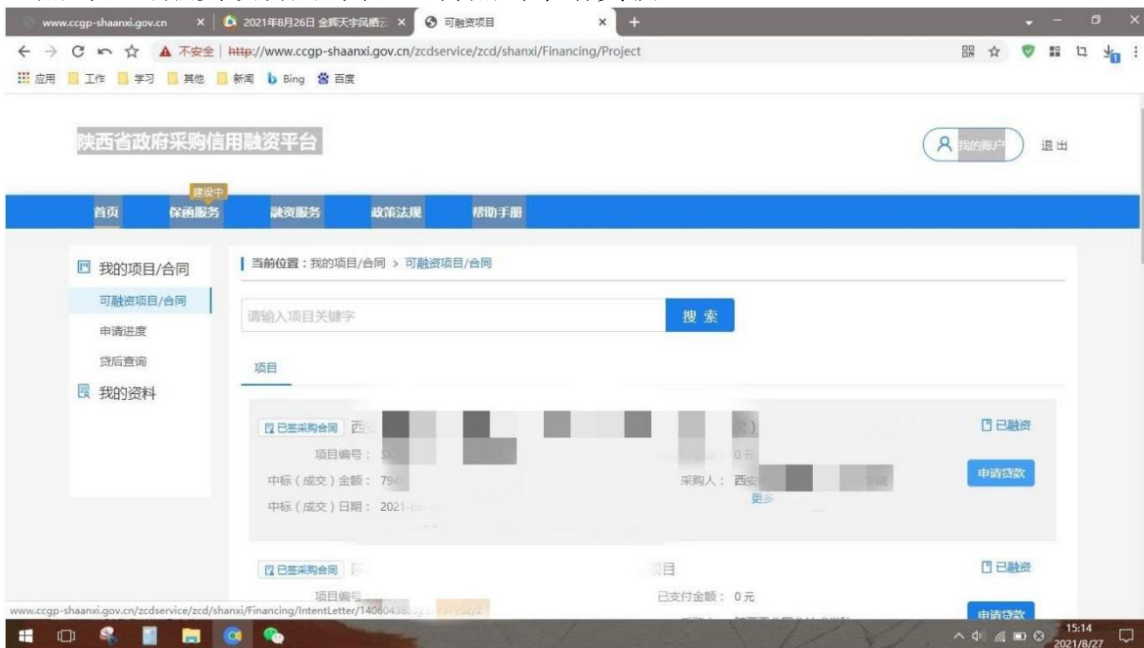 www.ccgp-shaanxi.gov.cn
2021年8月26日 金辉天字凤栖云
可融资项目
不安全 | http://www.ccgp-shaanxi.gov.cn/zcdservice/zcd/shanxi/Financing/Project
应用 工作 学习 其他 新闻 Bing 百度
陕西省政府采购信用融资平台
我的账户 退出
建设中
首页 保函服务 融资服务 政策法规 帮助手册
我的项目/合同
可融资项目/合同
申请进度
贷后查询
我的资料
当前位置：我的项目/合同 > 可融资项目/合同
请输入项目关键字
搜 索
项目
已签采购合同 西
已融资
项目编号：
0元
中标（成交）金额：794
采购人：西安
申请贷款
更多
中标（成交）日期：2021-
已签采购合同
项目
已融资
项目编号
已支付金额：0元
申请贷款
www.ccgp-shaanxi.gov.cn/zcdservice/zcd/shanxi/Financing/IntentLetter/
15:14
2021/8/27